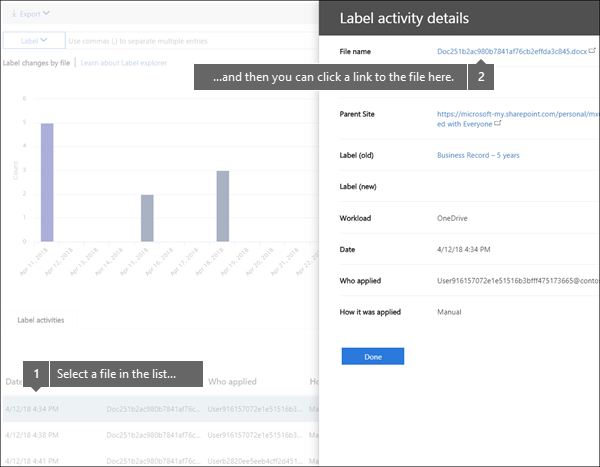 Export
Label
Use commas (,) to separate multiple entries
Label changes by file
Learn about Label explorer
6
5
4
3
2
1
0
Count
Apr 11, 2018
Apr 12, 2018
Apr 13, 2018
Apr 14, 2018
Apr 15, 2018
Apr 16, 2018
Apr 17, 2018
Apr 18, 2018
Apr 19, 2018
Apr 20, 2018
Apr 21, 2018
Label activities
1 Select a file in the list...
Date
Who applied
Ho
4/12/18 4:34 PM Doc251b2ac980b7841af76c... User916157072e1e51516b3... Ma
4/12/18 4:38 PM Doc251b2ac980b7841af76c... User916157072e1e51516b3... Ma
4/12/18 4:41 PM Doc251b2ac980b7841af76c... Userb2820ee5eeb4cff2d451... Ma
Label activity details
File name Doc251b2ac980b7841af76cb2effda3c845.docx
...and then you can click a link to the file here. 2
Parent Site https://microsoft-my.sharepoint.com/personal/mx
ed with Everyone
Label (old) Business Record – 5 years
Label (new)
Workload OneDrive
Date 4/12/18 4:34 PM
Who applied User916157072e1e51516b3bfff475173665@contos
How it was applied Manual
Done